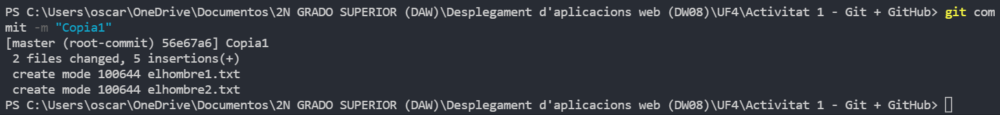 PS C:\Users\oscar\OneDrive\Documentos\2N GRADO SUPERIOR (DAW)\Desplegament d'aplicacions web (DW08)\UF4\Activitat 1 - Git + GitHub> git com
mit -m "Copia1"
[master (root-commit) 56e67a6] Copia1
 2 files changed, 5 insertions(+)
 create mode 100644 elhombre1.txt
 create mode 100644 elhombre2.txt
PS C:\Users\oscar\OneDrive\Documentos\2N GRADO SUPERIOR (DAW)\Desplegament d'aplicacions web (DW08)\UF4\Activitat 1 - Git + GitHub>